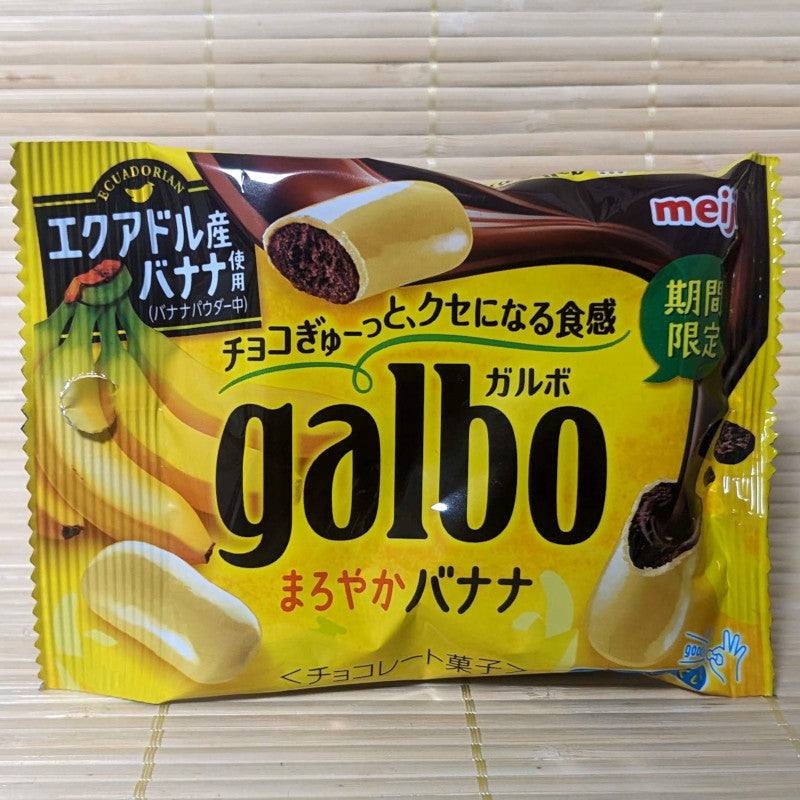 ECUADORIAN
エクアドル産
バナナ使用
(バナナパウダー中)
meiji
期間
限定
チョコぎゅーっと、クセになる食感
ガルボ
galbo
まろやかバナナ
<チョコレート菓子>